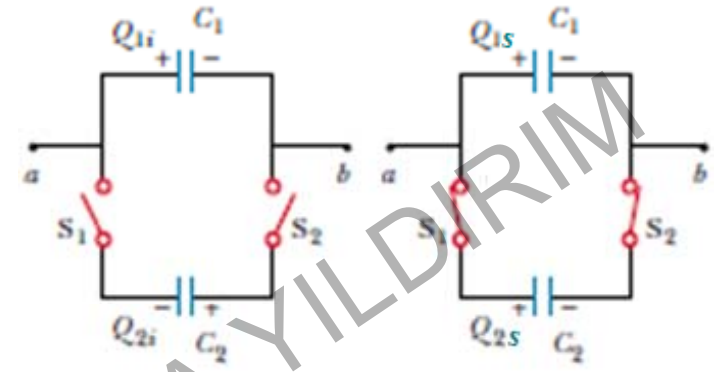 C1 C1
Q1i Q1s
+ − + −
a b a b
S1 S2 S1 S2
− + + −
Q2i Q2s
C2 C2
YILDIRIM